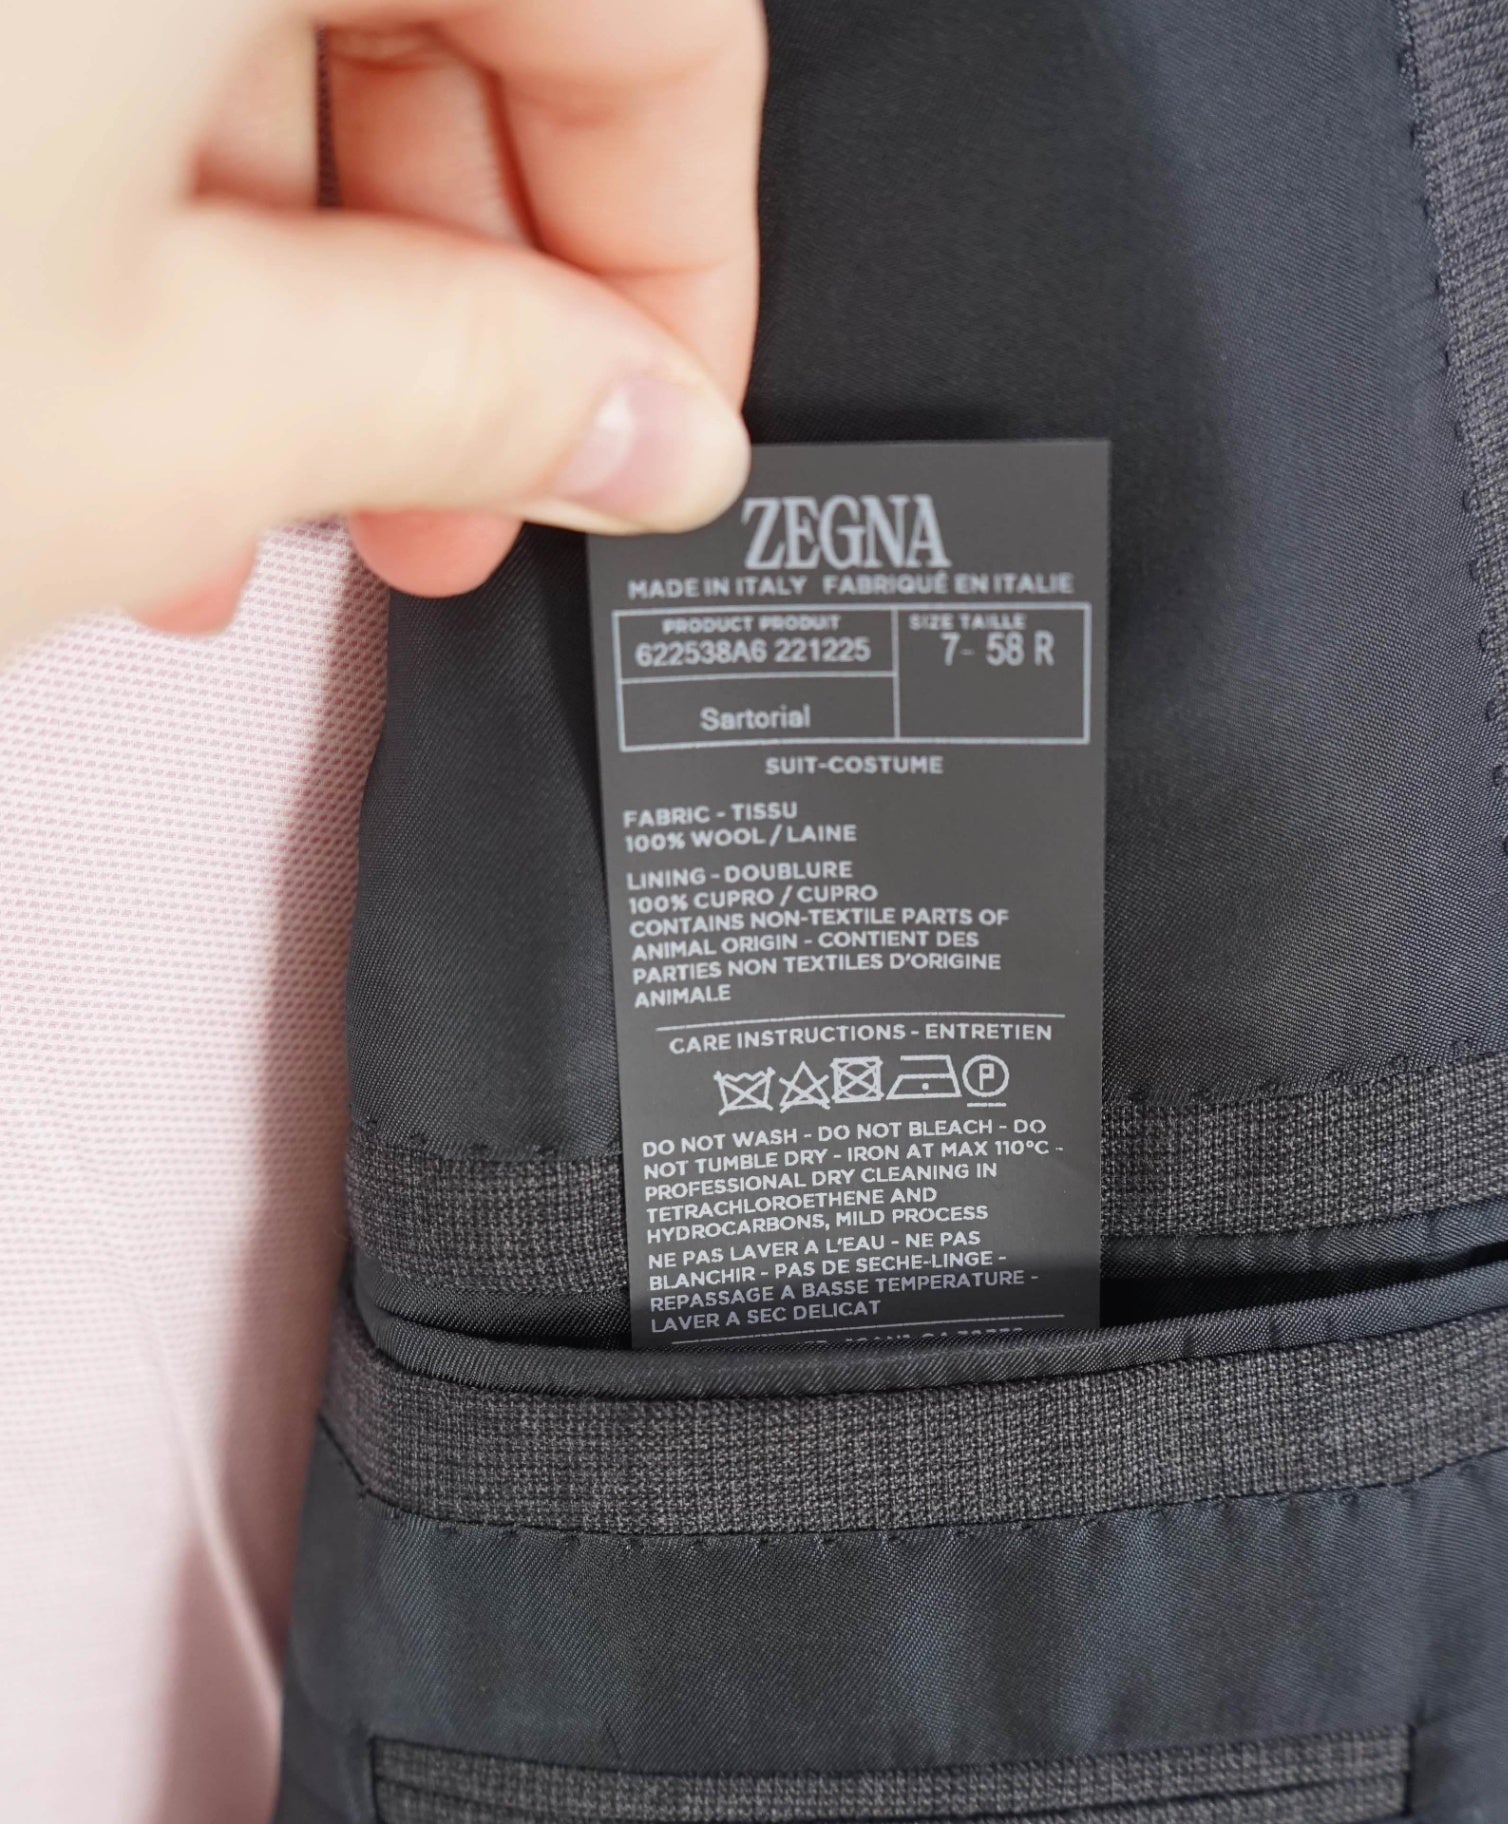 ZEGNA
MADE IN ITALY FABRIQUÉ EN ITALIE
PRODUCT PRODUIT
622538A6 221225
Sartorial
SIZE TAILLE
7- 58 R
SUIT-COSTUME
FABRIC - TISSU
100% WOOL / LAINE
LINING - DOUBLURE
100% CUPRO / CUPRO
CONTAINS NON-TEXTILE PARTS OF
ANIMAL ORIGIN - CONTIENT DES
PARTIES NON TEXTILES D'ORIGINE
ANIMALE
CARE INSTRUCTIONS - ENTRETIEN
P
DO NOT WASH - DO NOT BLEACH - DO
NOT TUMBLE DRY - IRON AT MAX 110°C -
PROFESSIONAL DRY CLEANING IN
TETRACHLOROETHENE AND
HYDROCARBONS, MILD PROCESS
NE PAS LAVER A L'EAU - NE PAS
BLANCHIR - PAS DE SECHE-LINGE -
REPASSAGE A BASSE TEMPERATURE -
LAVER A SEC DELICAT